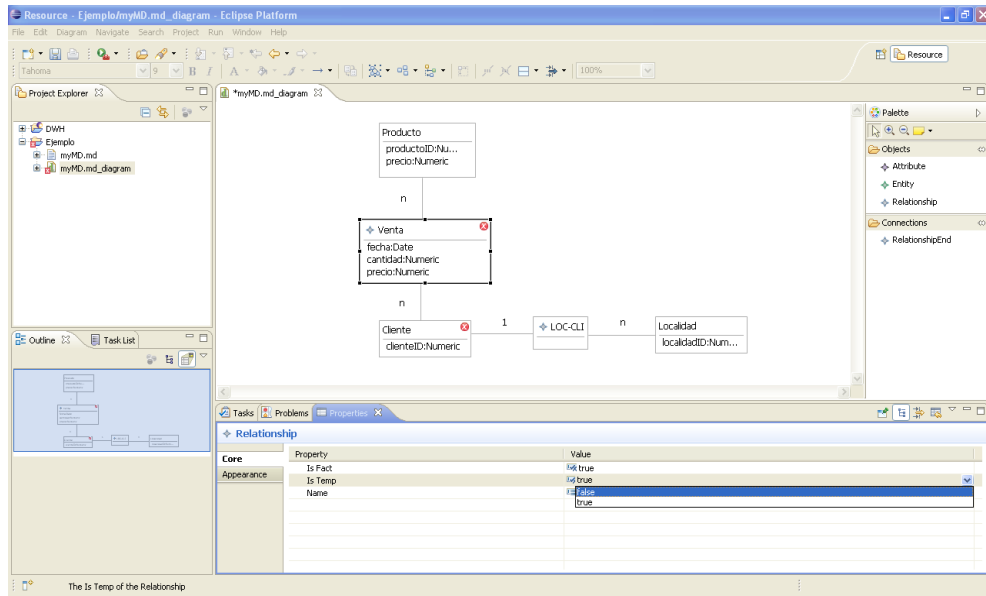 Resource - Ejemplo/myMD.md_diagram - Eclipse Platform
File Edit Diagram Navigate Search Project Run Window Help
Resource
Tahoma 9 B I A 100%
Project Explorer
DWH
Ejemplo
myMD.md
myMD.md_diagram
*myMD.md_diagram
Producto
productoID:Nu...
precio:Numeric
n
Venta
fecha:Date
cantidad:Numeric
precio:Numeric
n
Cliente
clienteID:Numeric
1
LOC-CLI
n
Localidad
localidadID:Num...
Palette
Objects
Attribute
Entity
Relationship
Connections
RelationshipEnd
Outline Task List
Tasks Problems Properties
Relationship
Core
Appearance
Property Value
Is Fact true
Is Temp true
Name
false
true
The Is Temp of the Relationship